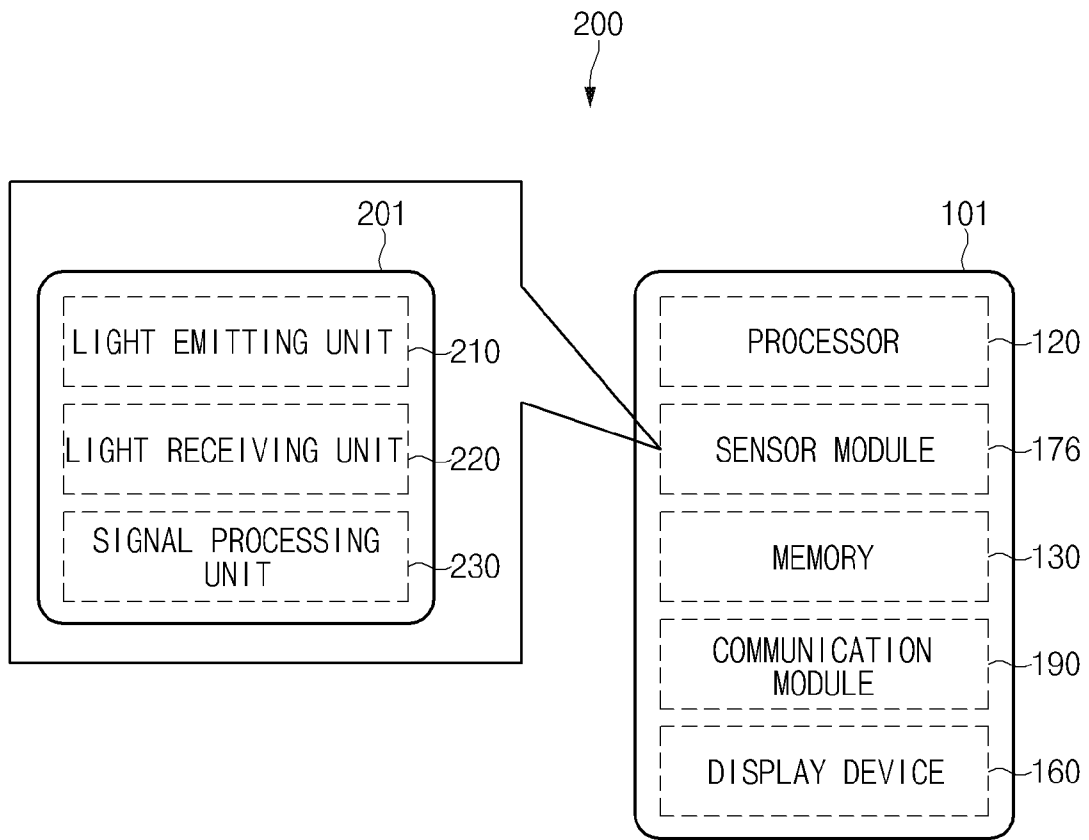 200
201
LIGHT EMITTING UNIT
210
LIGHT RECEIVING UNIT
220
SIGNAL PROCESSING
UNIT
230
101
PROCESSOR
120
SENSOR MODULE
176
MEMORY
130
COMMUNICATION
MODULE
190
DISPLAY DEVICE
160